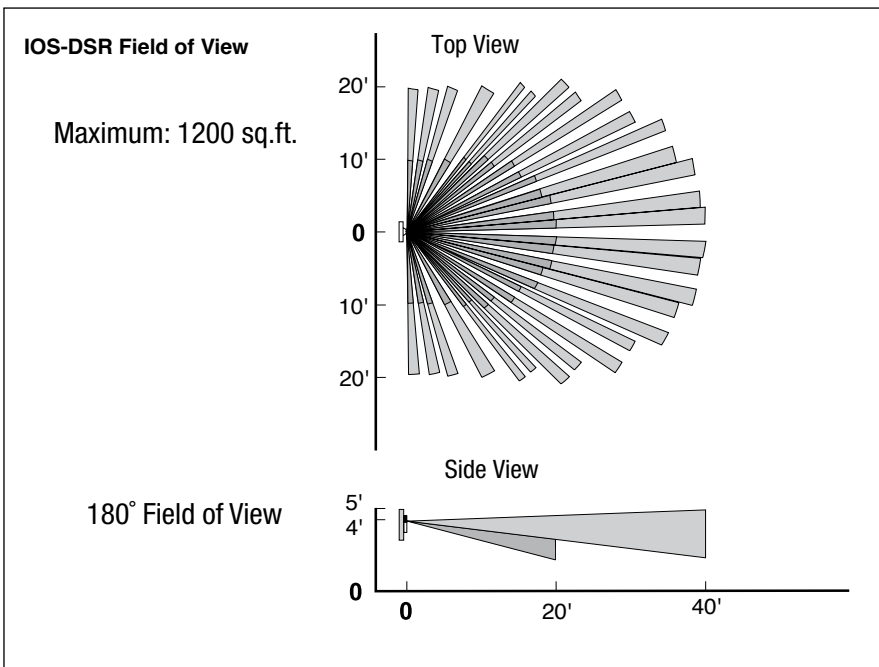 IOS-DSR Field of View
Top View
Maximum: 1200 sq.ft.
20'
10'
0
10'
20'
Side View
180° Field of View
5'
4'
0
0
20'
40'